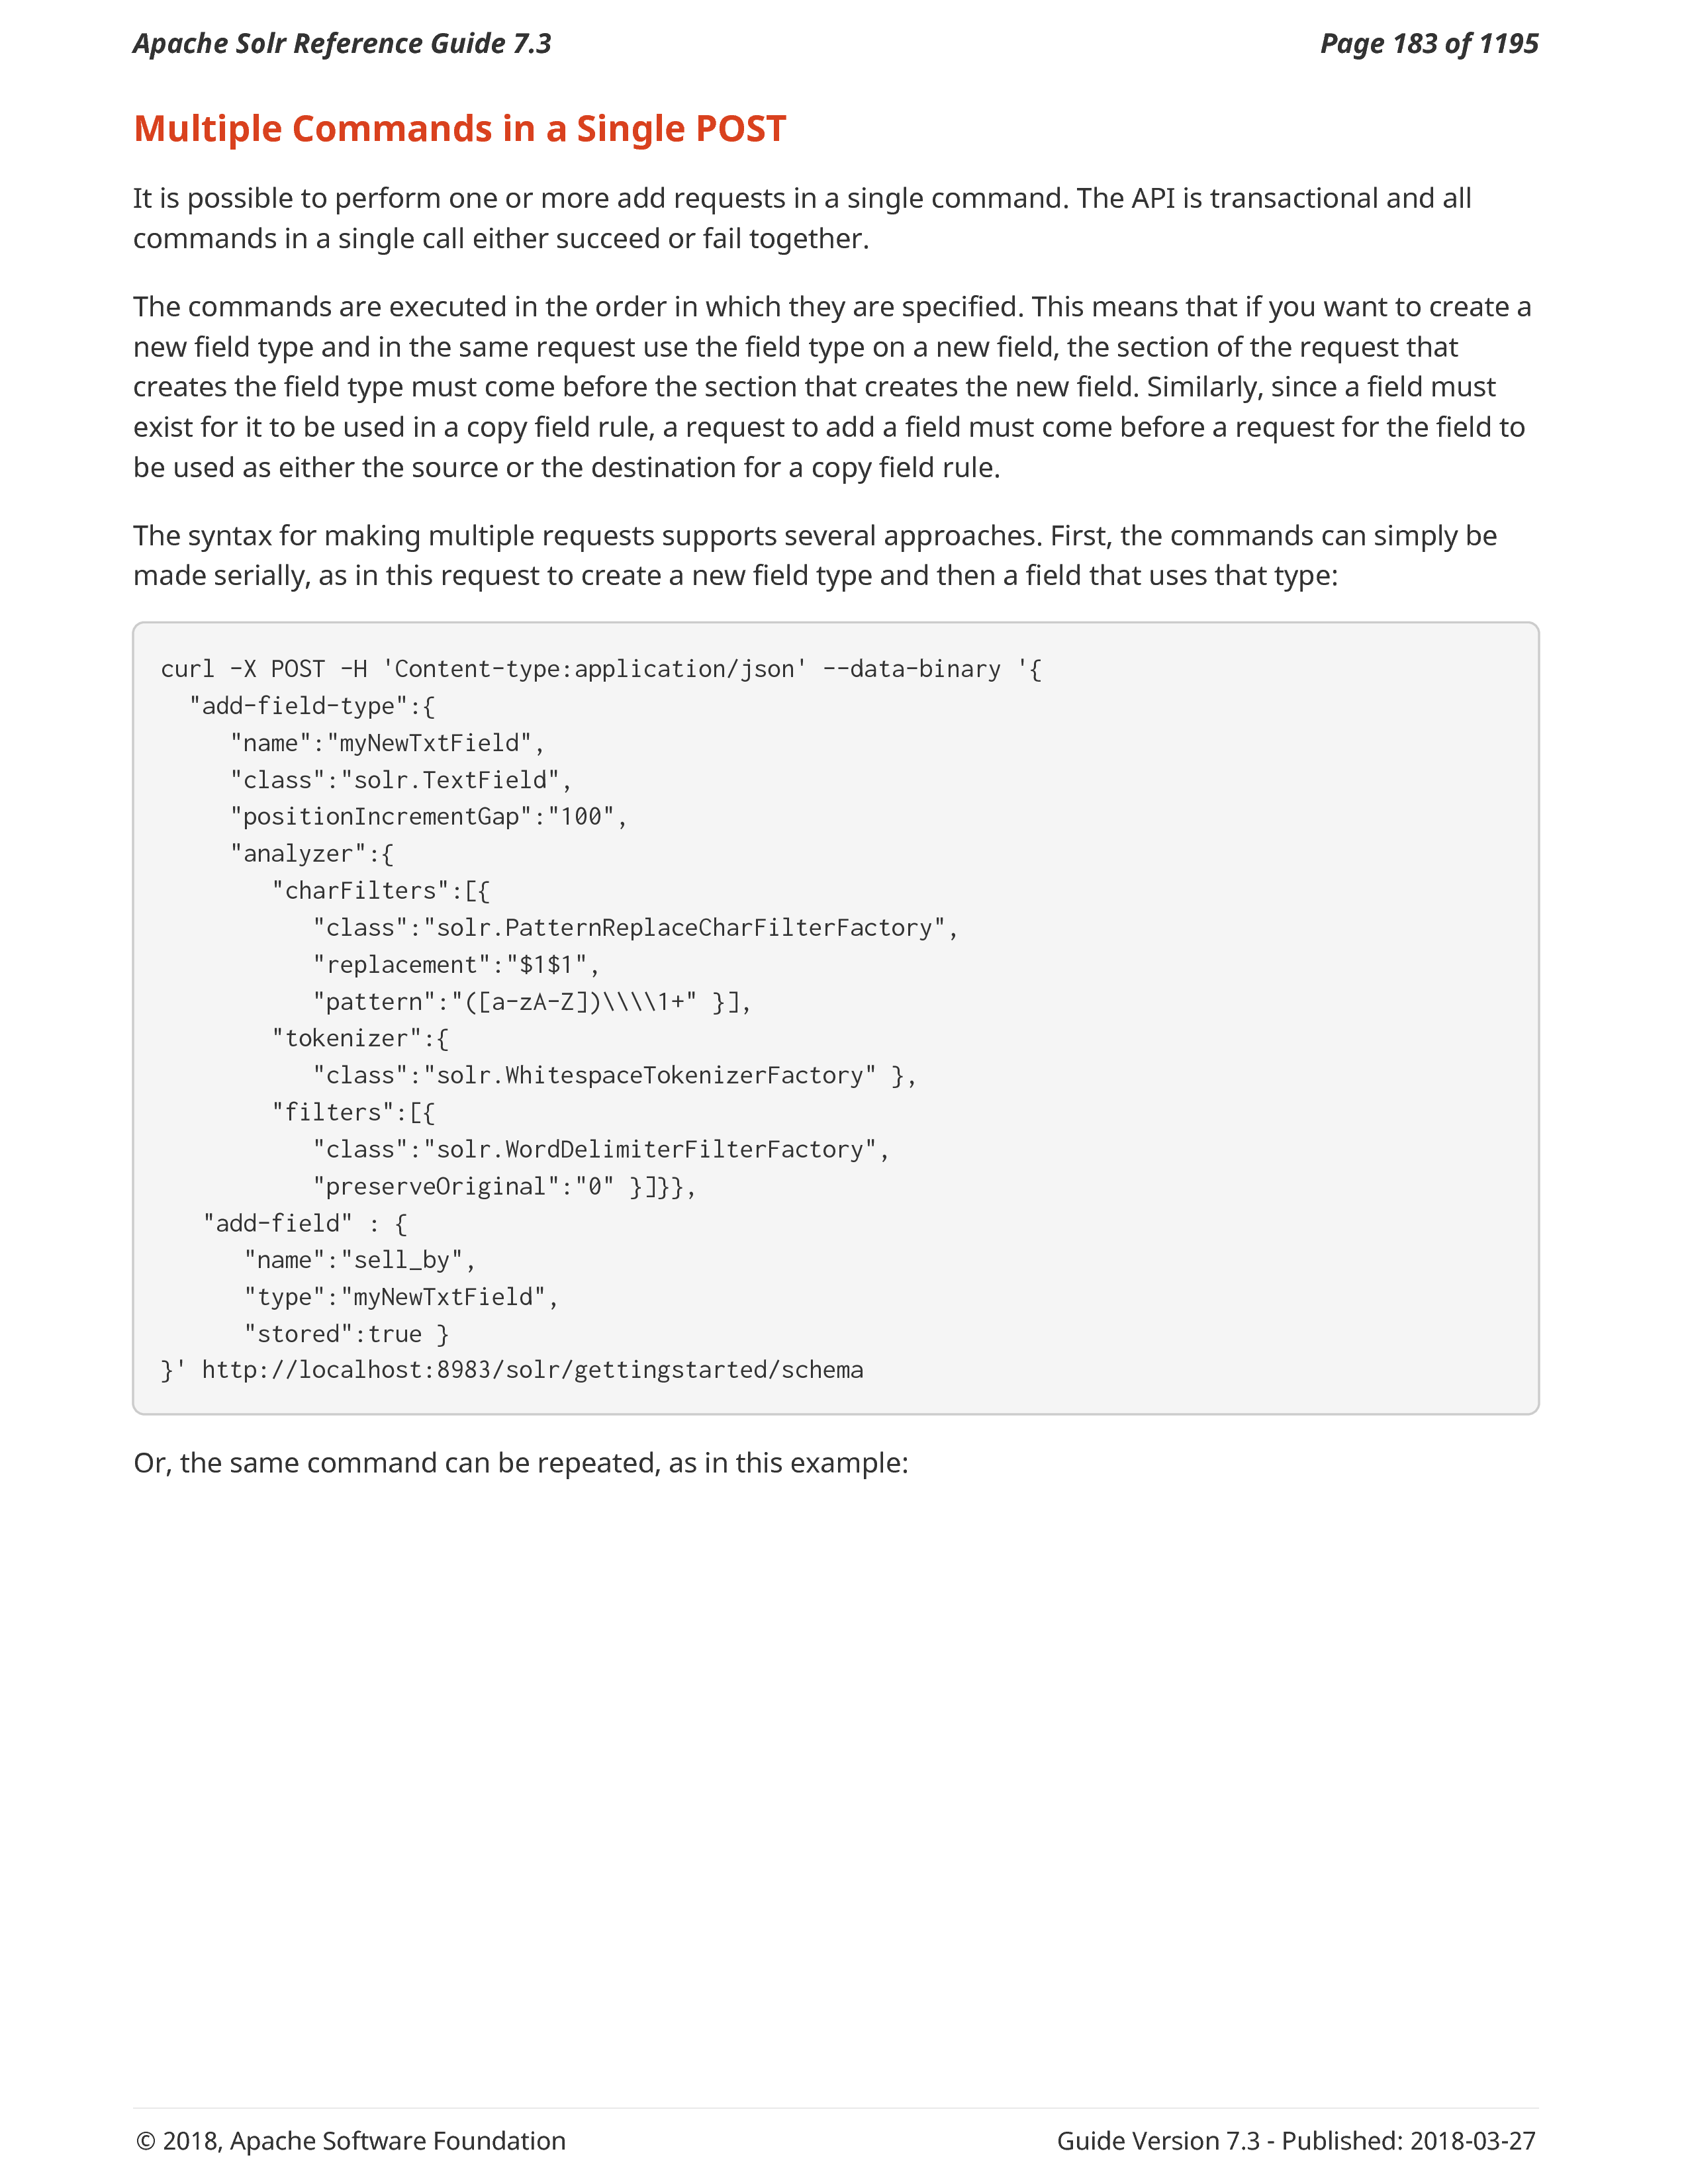 Apache Solr Reference Guide 7.3 Page 183 of 1195
Multiple Commands in a Single POST
It is possible to perform one or more add requests in a single command. The API is transactional and all
commands in a single call either succeed or fail together.
The commands are executed in the order in which they are specified. This means that if you want to create a
new field type and in the same request use the field type on a new field, the section of the request that
creates the field type must come before the section that creates the new field. Similarly, since a field must
exist for it to be used in a copy field rule, a request to add a field must come before a request for the field to
be used as either the source or the destination for a copy field rule.
The syntax for making multiple requests supports several approaches. First, the commands can simply be
made serially, as in this request to create a new field type and then a field that uses that type:
curl -X POST -H 'Content-type:application/json' --data-binary '{
  "add-field-type":{
     "name":"myNewTxtField",
     "class":"solr.TextField",
     "positionIncrementGap":"100",
     "analyzer":{
        "charFilters":[{
           "class":"solr.PatternReplaceCharFilterFactory",
           "replacement":"$1$1",
           "pattern":"([a-zA-Z])\\\\1+" }],
        "tokenizer":{
           "class":"solr.WhitespaceTokenizerFactory" },
        "filters":[{
           "class":"solr.WordDelimiterFilterFactory",
           "preserveOriginal":"0" }]}},
   "add-field" : {
      "name":"sell_by",
      "type":"myNewTxtField",
      "stored":true }
}' http://localhost:8983/solr/gettingstarted/schema
Or, the same command can be repeated, as in this example:
© 2018, Apache Software Foundation Guide Version 7.3 - Published: 2018-03-27